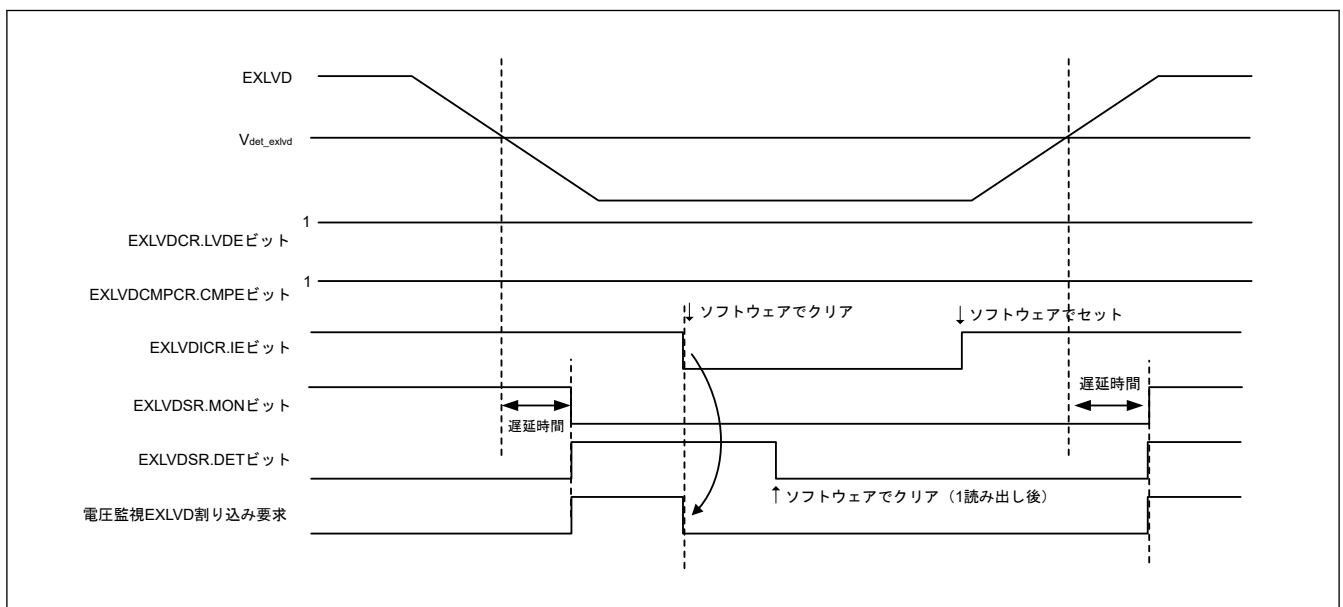 EXLVD
Vdet_exlvd
1
EXLVDCR.LVDEビット
1
EXLVDCMPCR.CMPEビット
↓ソフトウェアでクリア
↓ソフトウェアでセット
EXLVDICR.IEビット
遅延時間
EXLVDSR.MONビット
遅延時間
EXLVDSR.DETビット
↑ソフトウェアでクリア（1読み出し後）
電圧監視EXLVD割り込み要求